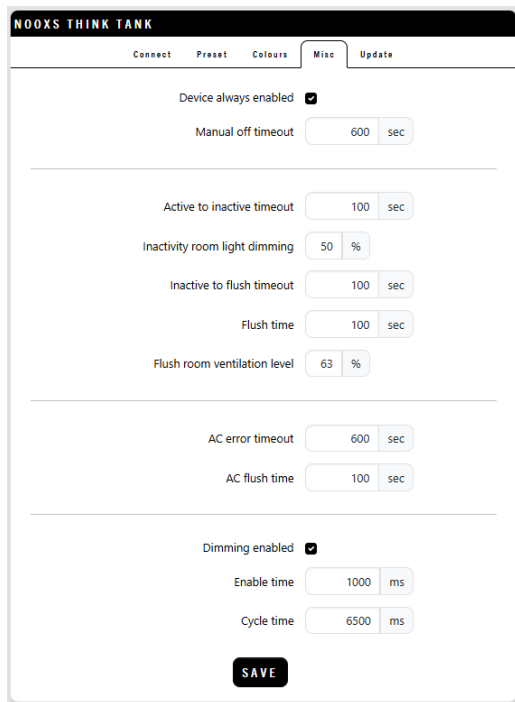 NOOXS THINK TANK
Connect Preset Colours Misc Update
Device always enabled
Manual off timeout 600 sec
Active to inactive timeout 100 sec
Inactivity room light dimming 50 %
Inactive to flush timeout 100 sec
Flush time 100 sec
Flush room ventilation level 63 %
AC error timeout 600 sec
AC flush time 100 sec
Dimming enabled
Enable time 1000 ms
Cycle time 6500 ms
SAVE